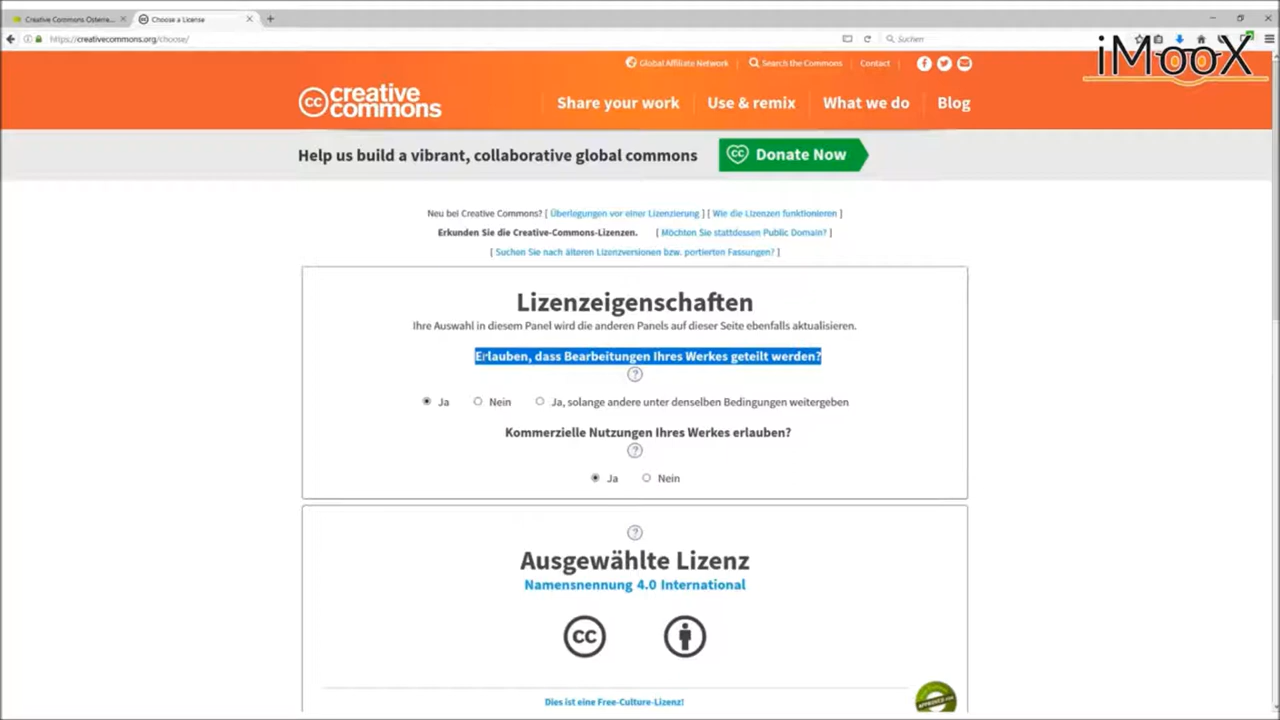 Creative Commons Österre...
Choose a License
https://creativecommons.org/choose/
Suchen
iMooX
Global Affiliate Network
Search the Commons
Contact
cc creative commons
Share your work
Use & remix
What we do
Blog
Help us build a vibrant, collaborative global commons
Donate Now
Neu bei Creative Commons? [ Überlegungen vor einer Lizenzierung ] [ Wie die Lizenzen funktionieren ]
Erkunden Sie die Creative-Commons-Lizenzen. [ Möchten Sie stattdessen Public Domain? ]
[ Suchen Sie nach älteren Lizenzversionen bzw. portierten Fassungen? ]
Lizenzeigenschaften
Ihre Auswahl in diesem Panel wird die anderen Panels auf dieser Seite ebenfalls aktualisieren.
Erlauben, dass Bearbeitungen Ihres Werkes geteilt werden?
?
Ja Nein Ja, solange andere unter denselben Bedingungen weitergeben
Kommerzielle Nutzungen Ihres Werkes erlauben?
?
Ja Nein
?
Ausgewählte Lizenz
Namensnennung 4.0 International
cc
Dies ist eine Free-Culture-Lizenz!
APPROVED FOR